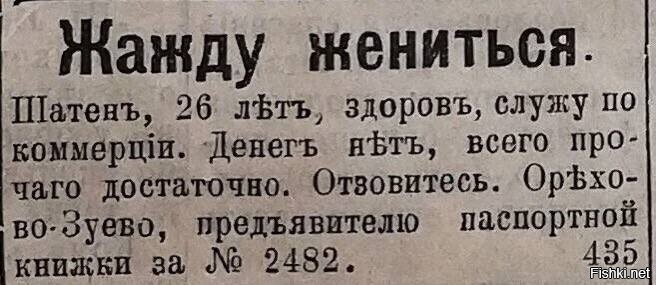 Жажду жениться.
Шатенъ, 26 лѣтъ, здоровъ, служу по
коммерціи. Денегъ нѣтъ, всего про-
чаго достаточно. Отзовитесь. Орѣхо-
во-Зуево, предъявителю паспортной
книжки за № 2482. 435
Fishki.net